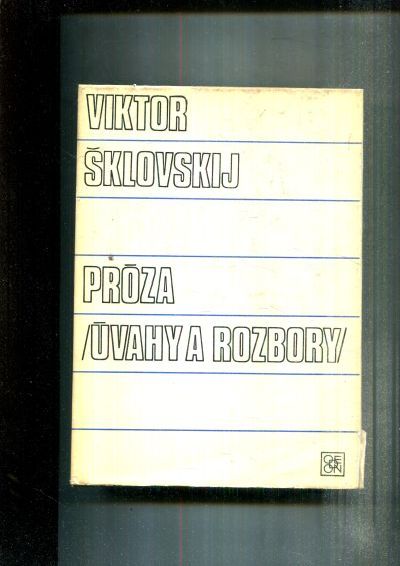 VIKTOR
ŠKLOVSKIJ
PRÓZA
/ÚVAHY A ROZBORY/
ODEON